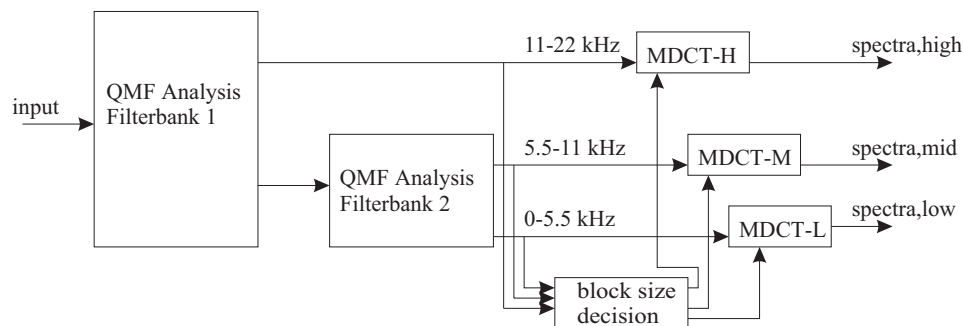 11-22 kHz
MDCT-H
spectra,high
QMF Analysis
Filterbank 1
input
5.5-11 kHz
MDCT-M
spectra,mid
QMF Analysis
Filterbank 2
0-5.5 kHz
MDCT-L
spectra,low
block size
decision